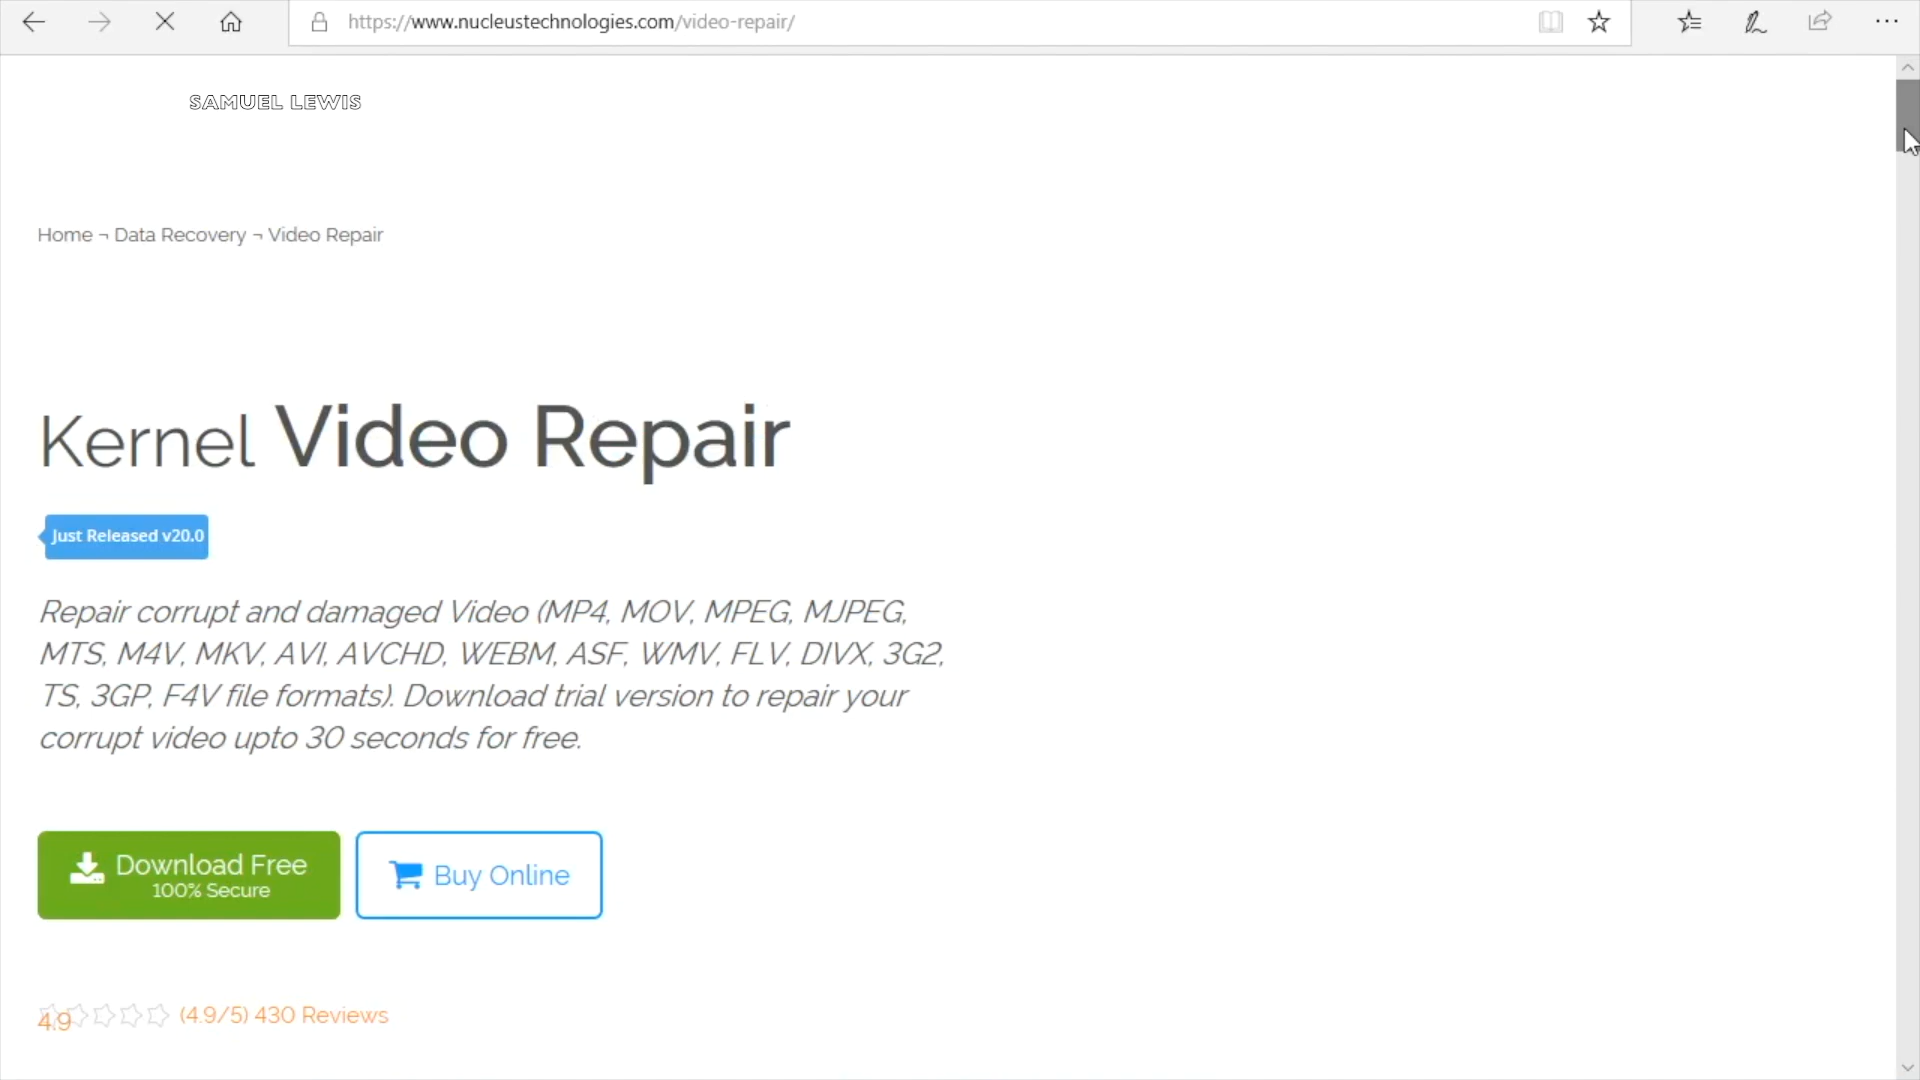 https://www.nucleustechnologies.com/video-repair/
SAMUEL LEWIS
Home ¬ Data Recovery ¬ Video Repair
Kernel Video Repair
Just Released v20.0
Repair corrupt and damaged Video (MP4, MOV, MPEG, MJPEG,
MTS, M4V, MKV, AVI, AVCHD, WEBM, ASF, WMV, FLV, DIVX, 3G2,
TS, 3GP, F4V file formats). Download trial version to repair your
corrupt video upto 30 seconds for free.
Download Free
100% Secure
Buy Online
4.9 (4.9/5) 430 Reviews